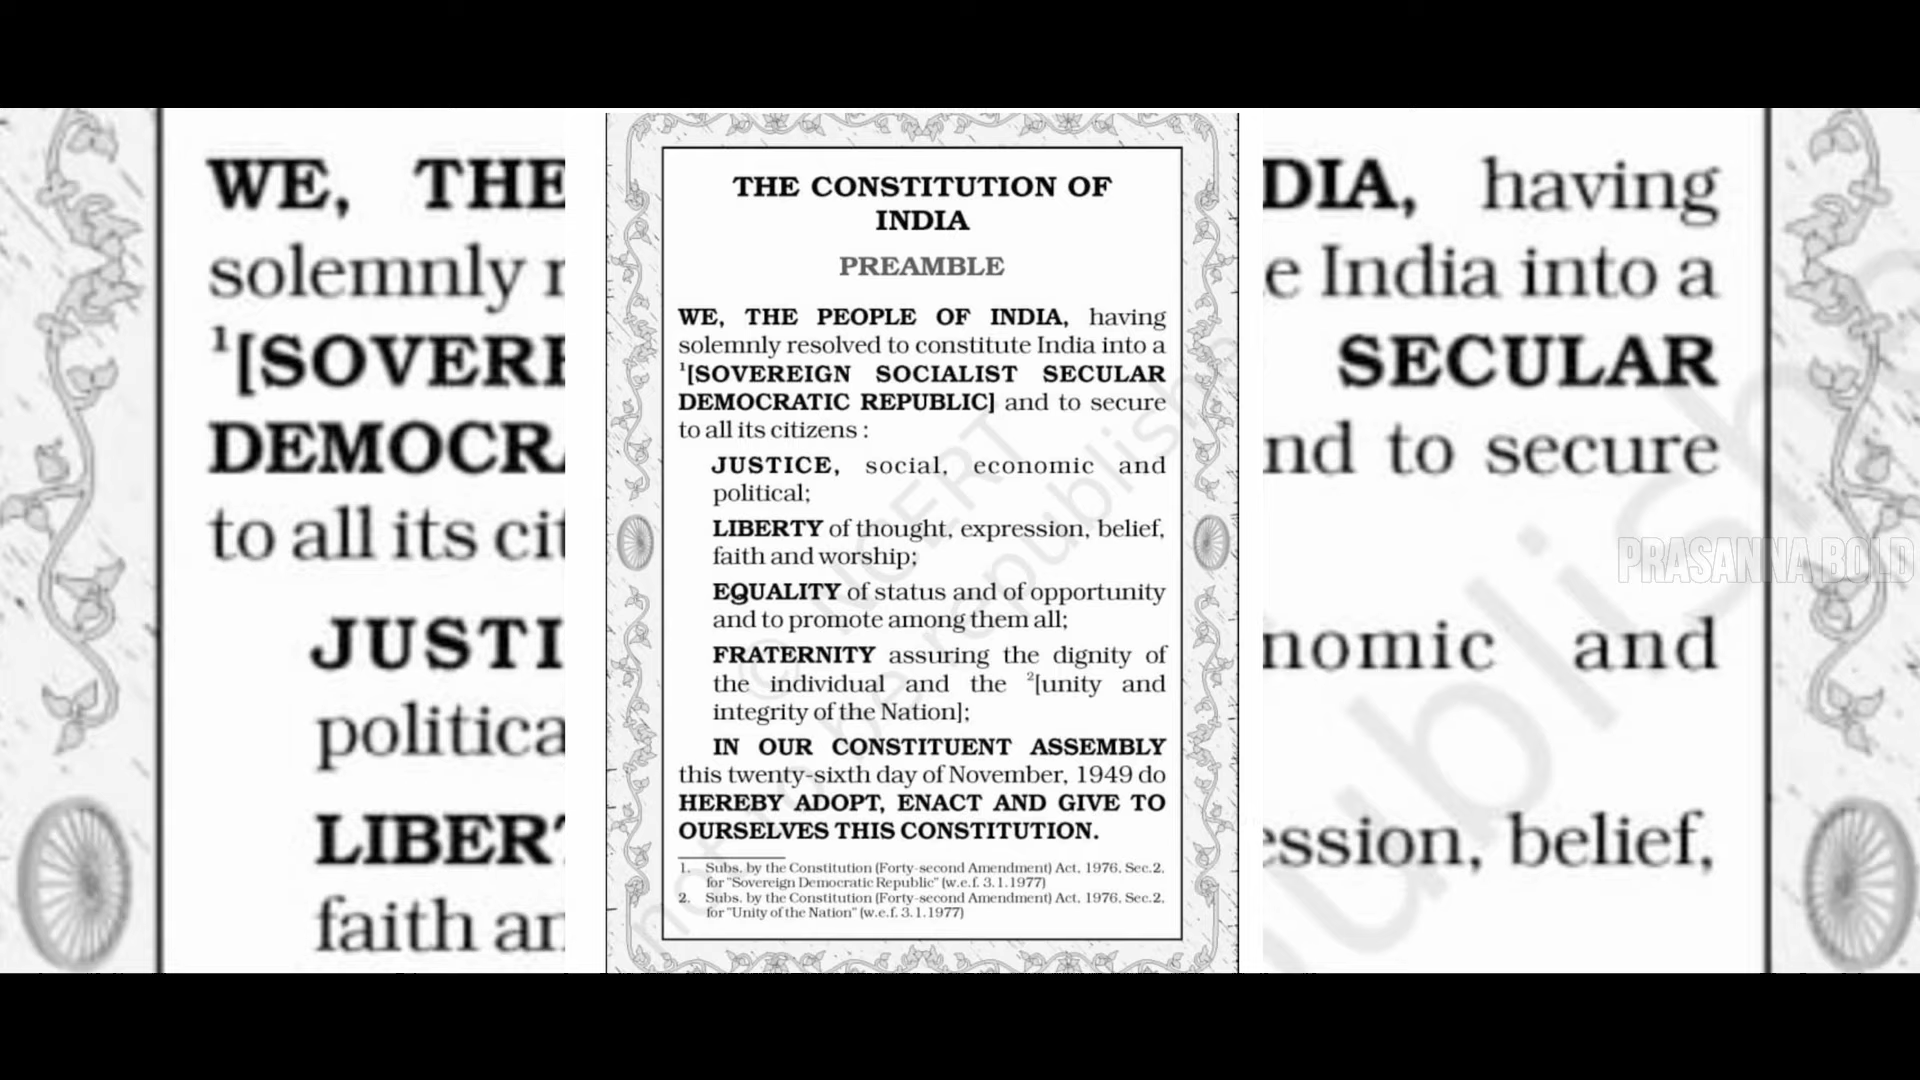 THE CONSTITUTION OF
INDIA
PREAMBLE
WE, THE PEOPLE OF INDIA, having
solemnly resolved to constitute India into a
¹[SOVEREIGN SOCIALIST SECULAR
DEMOCRATIC REPUBLIC] and to secure
to all its citizens :
JUSTICE, social, economic and
political;
LIBERTY of thought, expression, belief,
faith and worship;
EQUALITY of status and of opportunity
and to promote among them all;
FRATERNITY assuring the dignity of
the individual and the ²[unity and
integrity of the Nation];
IN OUR CONSTITUENT ASSEMBLY
this twenty-sixth day of November, 1949 do
HEREBY ADOPT, ENACT AND GIVE TO
OURSELVES THIS CONSTITUTION.
1. Subs. by the Constitution (Forty-second Amendment) Act, 1976, Sec.2,
for "Sovereign Democratic Republic" (w.e.f. 3.1.1977)
2. Subs. by the Constitution (Forty-second Amendment) Act, 1976, Sec.2,
for "Unity of the Nation" (w.e.f. 3.1.1977)
© NCERT
not to be republished
WE, THE
solemnly r
¹[SOVERE
DEMOCRA
to all its cit
JUSTI
politica
LIBERT
faith an
DIA, having
e India into a
SECULAR
nd to secure
nomic and
ession, belief,
ublish
PRASANNA BOLD